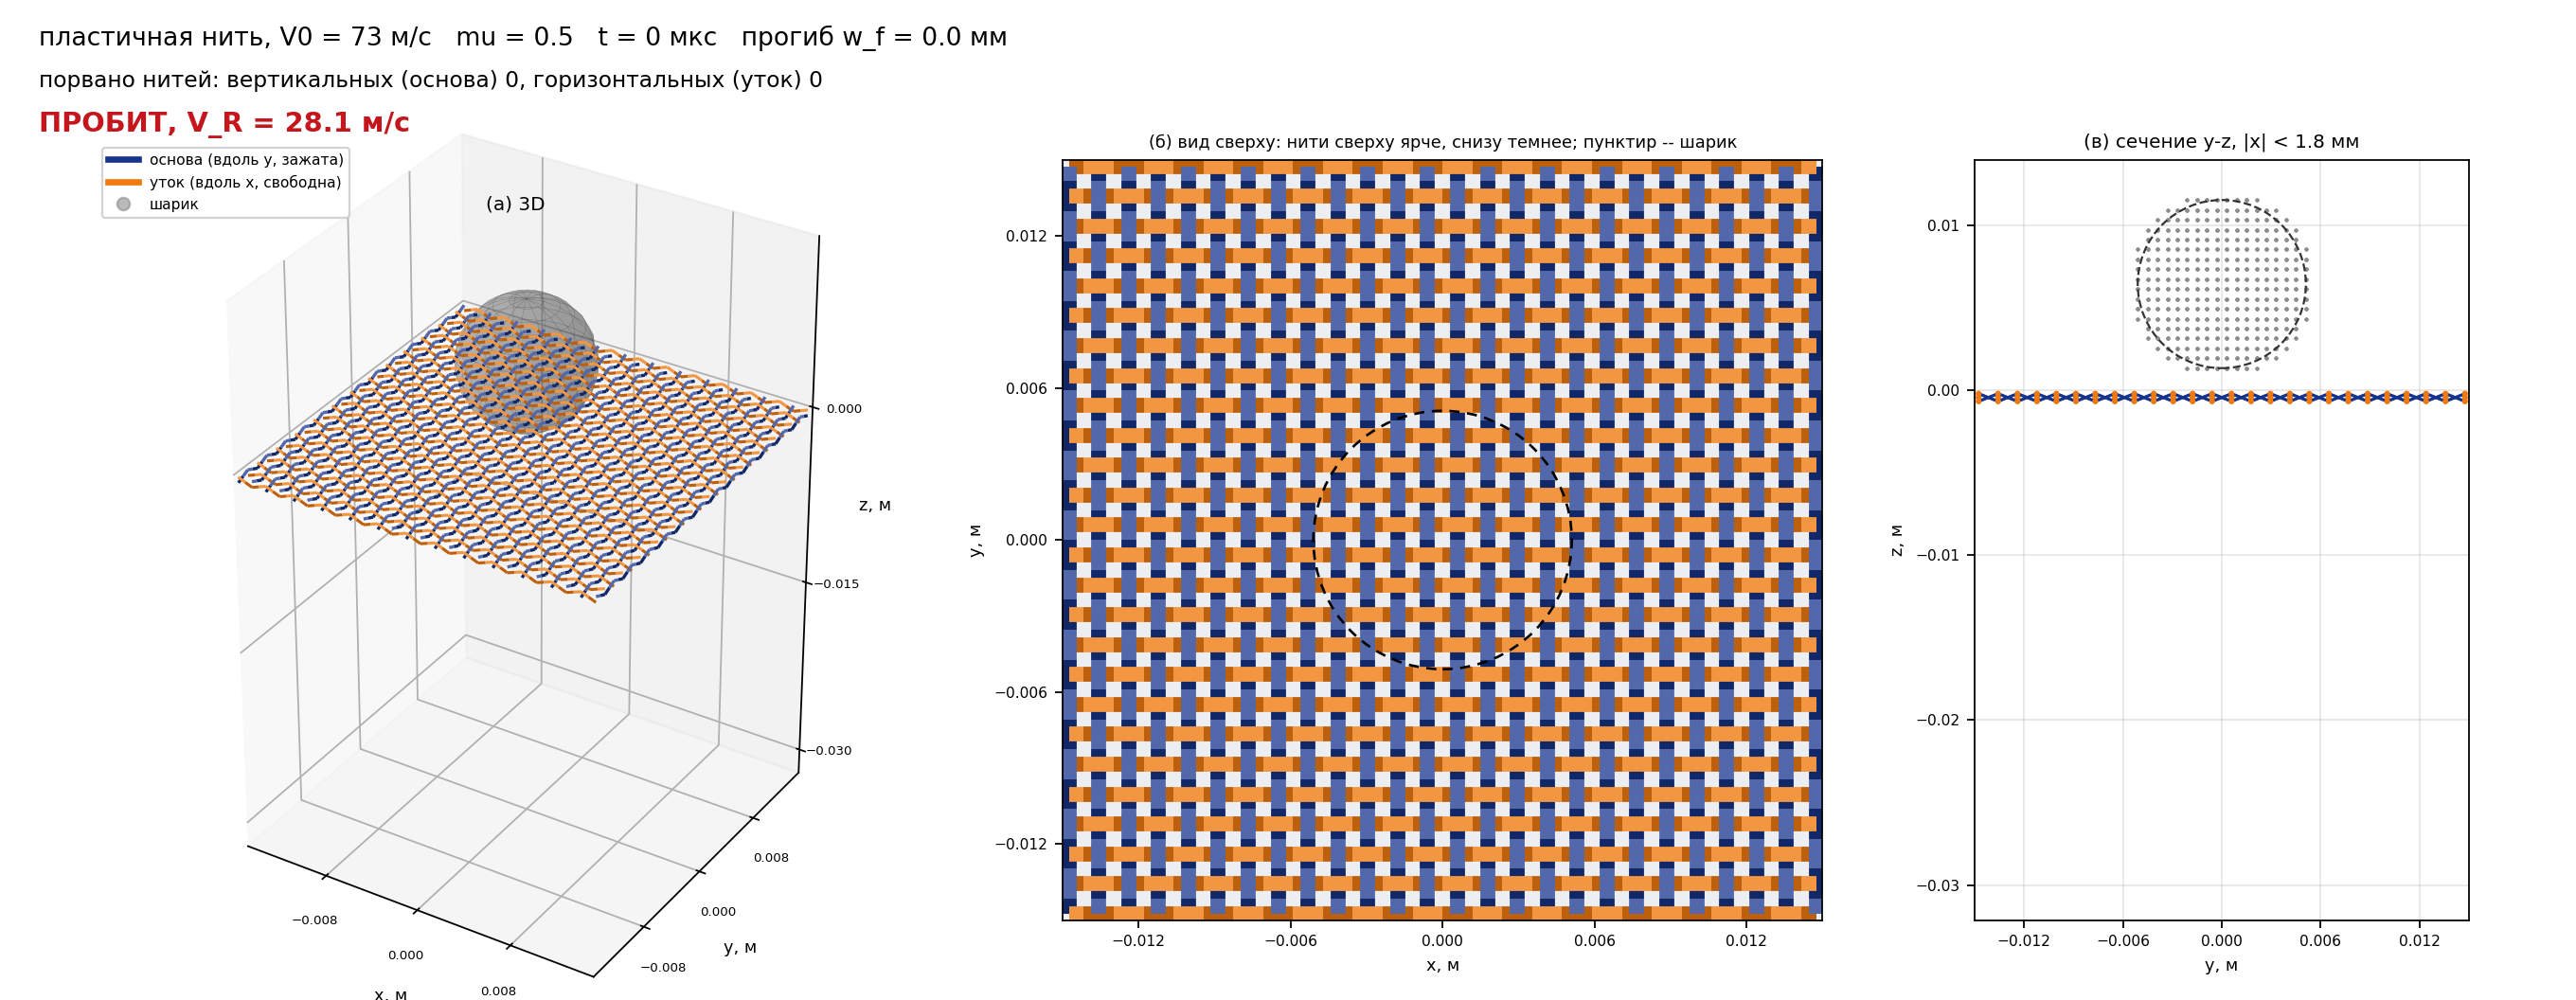 пластичная нить, V0 = 73 м/с   mu = 0.5   t = 0 мкс   прогиб w_f = 0.0 мм
порвано нитей: вертикальных (основа) 0, горизонтальных (уток) 0
ПРОБИТ, V_R = 28.1 м/с
основа (вдоль y, зажата)
уток (вдоль x, свободна)
шарик
(а) 3D
0.000
z, м
−0.015
−0.030
0.008
0.000
y, м
−0.008
−0.008
0.000
0.008
x, м
(б) вид сверху: нити сверху ярче, снизу темнее; пунктир -- шарик
0.012
0.006
0.000
−0.006
−0.012
y, м
−0.012
−0.006
0.000
0.006
0.012
x, м
(в) сечение y-z, |x| < 1.8 мм
0.01
0.00
−0.01
−0.02
−0.03
z, м
−0.012
−0.006
0.000
0.006
0.012
y, м